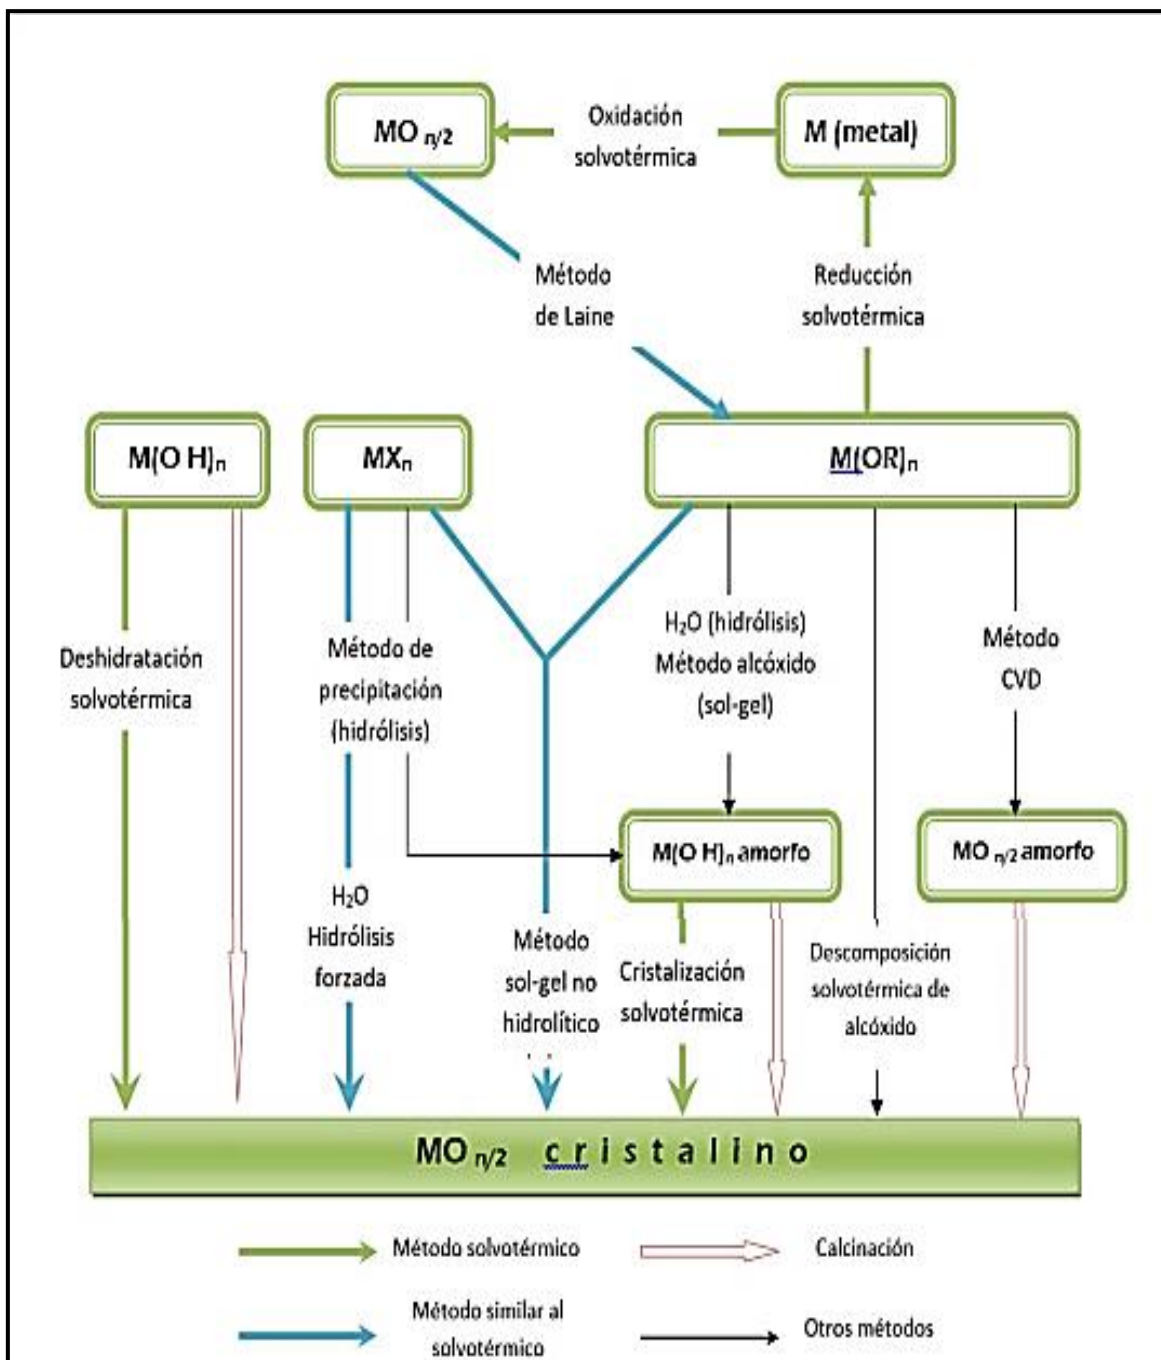 MO n/2
Oxidación
solvotérmica
M (metal)
Método
de Laine
Reducción
solvotérmica
M(O H)n
MXn
M(OR)n
Deshidratación
solvotérmica
Método de
precipitación
(hidrólisis)
H₂O (hidrólisis)
Método alcóxido
(sol-gel)
Método
CVD
M(O H)n amorfo
MO n/2 amorfo
H₂O
Hidrólisis
forzada
Método
sol-gel no
hidrolítico
Cristalización
solvotérmica
Descomposición
solvotérmica de
alcóxido
MO n/2 c r i s t a l i n o
Método solvotérmico
Calcinación
Método similar al
solvotérmico
Otros métodos